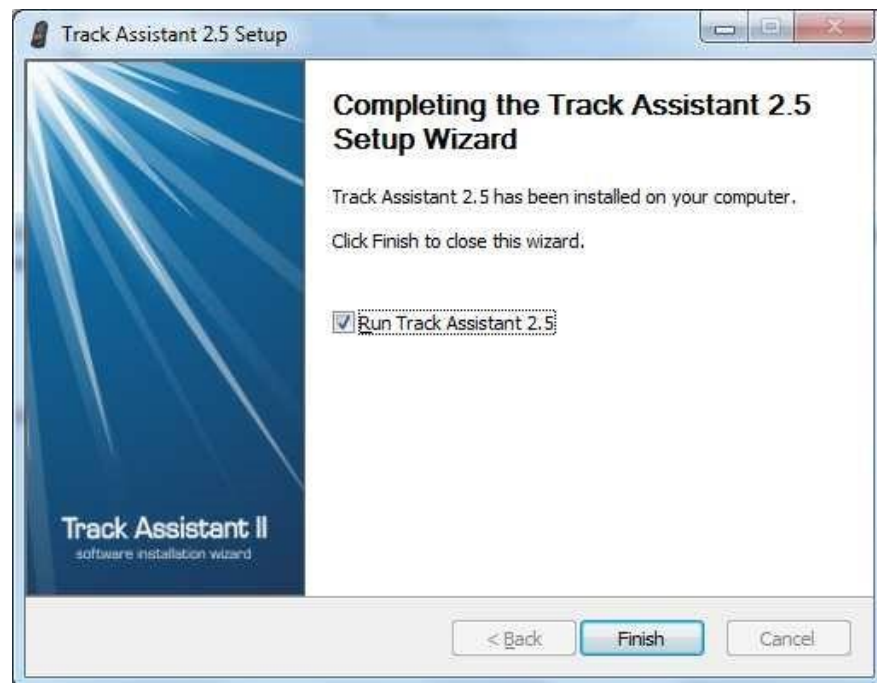 Track Assistant 2.5 Setup
Completing the Track Assistant 2.5
Setup Wizard
Track Assistant 2.5 has been installed on your computer.
Click Finish to close this wizard.
Run Track Assistant 2.5
Track Assistant II
software installation wizard
< Back
Finish
Cancel